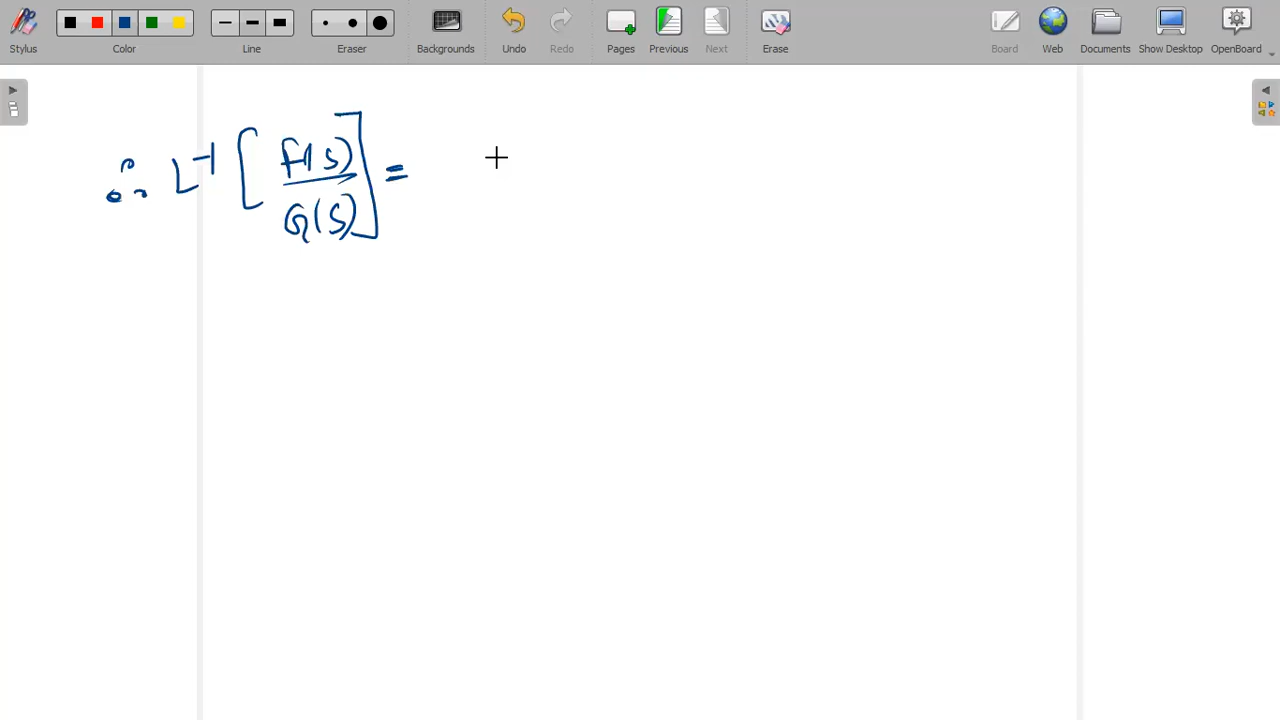 Stylus
Color
Line
Eraser
Backgrounds
Undo
Redo
Pages
Previous
Next
Erase
Board
Web
Documents
Show Desktop
OpenBoard
∴ L⁻¹ [ F(s) / G(s) ] =